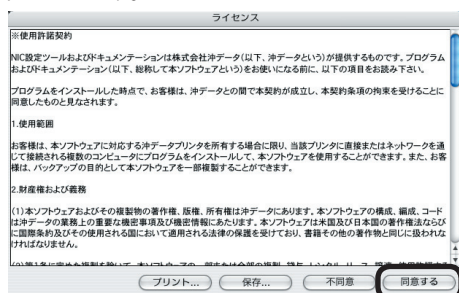 ライセンス
※使用許諾契約
NIC設定ツールおよびドキュメンテーションは株式会社沖データ(以下、沖データという)が提供するものです。プログラム
およびドキュメンテーション(以下、総称して本ソフトウェアという)をお使いになる前に、以下の項目をお読み下さい。
プログラムをインストールした時点で、お客様は、沖データとの間で本契約が成立し、本契約条項の拘束を受けることに
同意したものと見なされます。
1.使用範囲
お客様は、本ソフトウェアに対応する沖データプリンタを所有する場合に限り、当該プリンタに直接またはネットワークを通
じて接続される複数のコンピュータにプログラムをインストールして、本ソフトウェアを使用することができます。また、お客
様は、バックアップの目的として本ソフトウェアを一部複製することができます。
2.財産権および義務
(1)本ソフトウェアおよびその複製物の著作権、版権、所有権は沖データにあります。本ソフトウェアの構成、編成、コード
は沖データの業務上の重要な機密事項及び機密情報にあたります。本ソフトウェアは米国及び日本国の著作権法ならび
に国際条約及びその使用される国において適用される法律の保護を受けており、書籍その他の著作物と同じに扱われな
ければなりません。
プリント...
保存...
不同意
同意する